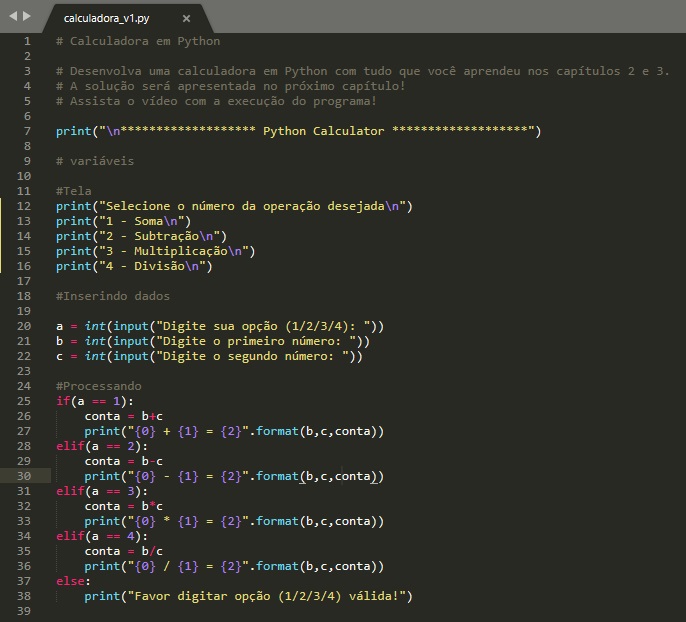 calculadora_v1.py ×
1 # Calculadora em Python
2
3 # Desenvolva uma calculadora em Python com tudo que você aprendeu nos capítulos 2 e 3.
4 # A solução será apresentada no próximo capítulo!
5 # Assista o vídeo com a execução do programa!
6
7 print("\n******************* Python Calculator *******************")
8
9 # variáveis
10
11 #Tela
12 print("Selecione o número da operação desejada\n")
13 print("1 - Soma\n")
14 print("2 - Subtração\n")
15 print("3 - Multiplicação\n")
16 print("4 - Divisão\n")
17
18 #Inserindo dados
19
20 a = int(input("Digite sua opção (1/2/3/4): "))
21 b = int(input("Digite o primeiro número: "))
22 c = int(input("Digite o segundo número: "))
23
24 #Processando
25 if(a == 1):
26     conta = b+c
27     print("{0} + {1} = {2}".format(b,c,conta))
28 elif(a == 2):
29     conta = b-c
30     print("{0} - {1} = {2}".format(b,c,conta))
31 elif(a == 3):
32     conta = b*c
33     print("{0} * {1} = {2}".format(b,c,conta))
34 elif(a == 4):
35     conta = b/c
36     print("{0} / {1} = {2}".format(b,c,conta))
37 else:
38     print("Favor digitar opção (1/2/3/4) válida!")
39